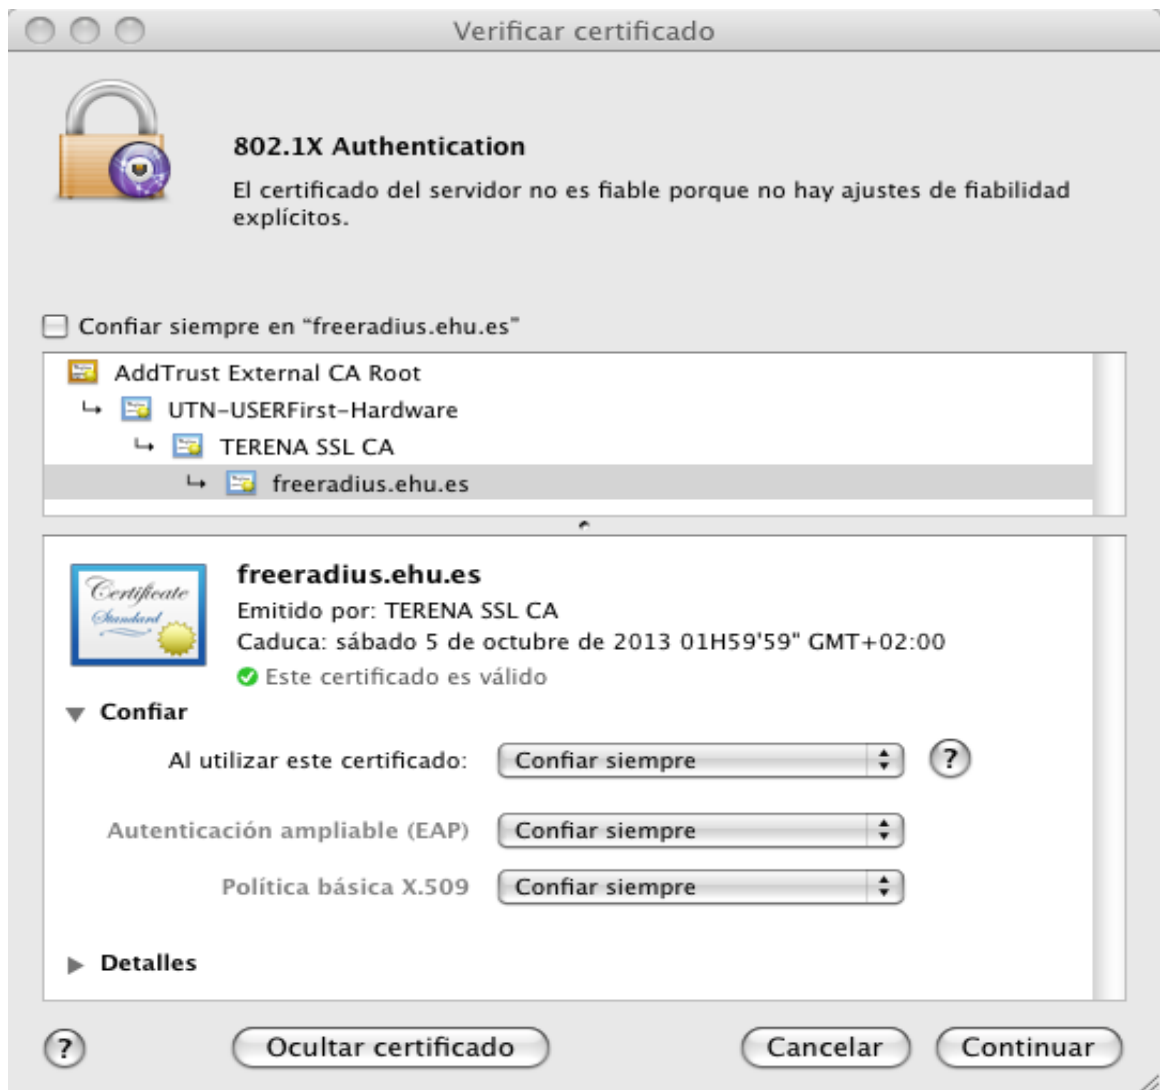 Verificar certificado
802.1X Authentication
El certificado del servidor no es fiable porque no hay ajustes de fiabilidad
explícitos.
Confiar siempre en “freeradius.ehu.es”
AddTrust External CA Root
UTN-USERFirst-Hardware
TERENA SSL CA
freeradius.ehu.es
Certificate
Standard
freeradius.ehu.es
Emitido por: TERENA SSL CA
Caduca: sábado 5 de octubre de 2013 01H59'59" GMT+02:00
Este certificado es válido
Confiar
Al utilizar este certificado: Confiar siempre ?
Autenticación ampliable (EAP) Confiar siempre
Política básica X.509 Confiar siempre
Detalles
? Ocultar certificado Cancelar Continuar